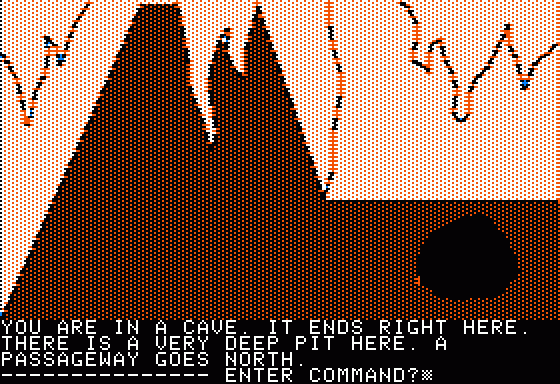 YOU ARE IN A CAVE. IT ENDS RIGHT HERE.
THERE IS A VERY DEEP PIT HERE. A
PASSAGEWAY GOES NORTH.
--------------- ENTER COMMAND?